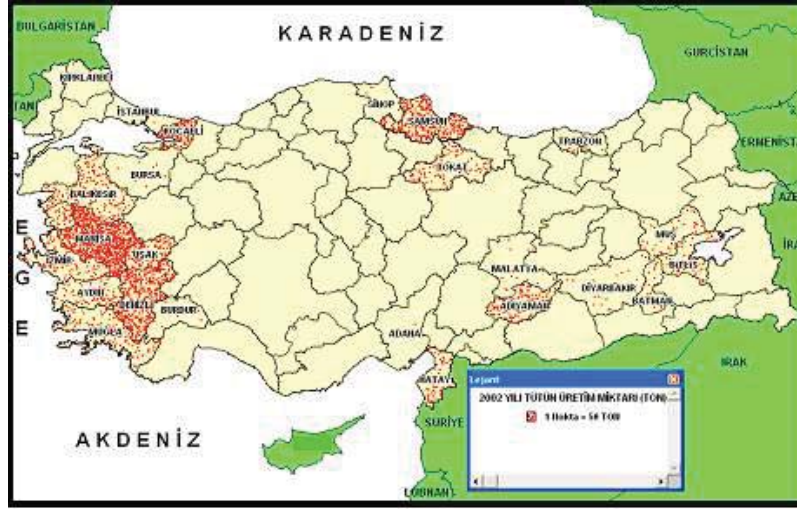 BULGARİSTAN
KARADENİZ
GURCİSTAN
KIRKLARELİ
İSTANBUL
KOCAELİ
SİNOP
SAMSUN
TRABZON
ERMENİST
TOKAT
BURSA
BALIKESİR
MANİSA
UŞAK
İZMİR
AYDIN
DENİZLİ
MUĞLA
BURDUR
E
G
E
MUŞ
BİTLİS
MALATYA
DİYARBAKIR
BATMAN
ADIYAMAN
ADANA
HATAY
IRAK
Lejant
2002 YILI TÜTÜN ÜRETİM MİKTARI (TON)
1 Nokta = 50 TON
SURİYE
AKDENİZ
LÜBNAN